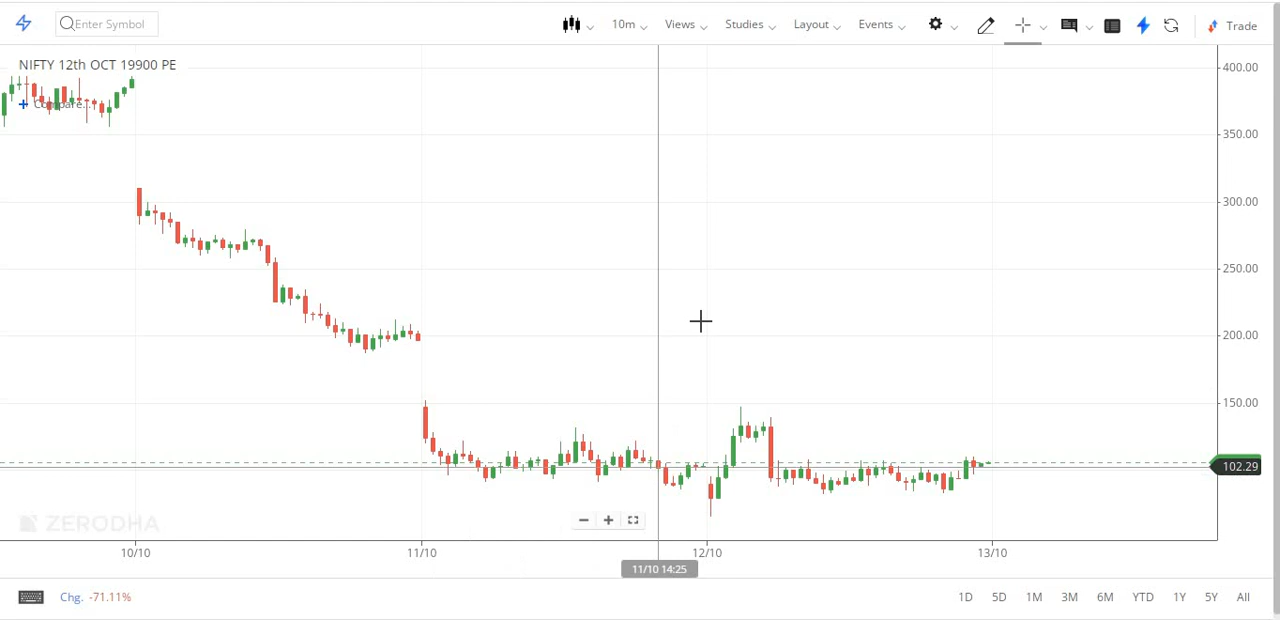 Enter Symbol 10m Views Studies Layout Events Trade
NIFTY 12th OCT 19900 PE
Compare...
400.00
350.00
300.00
250.00
200.00
150.00
102.29
ZERODHA
10/10 11/10 12/10 13/10
11/10 14:25
Chg. -71.11% 1D 5D 1M 3M 6M YTD 1Y 5Y All